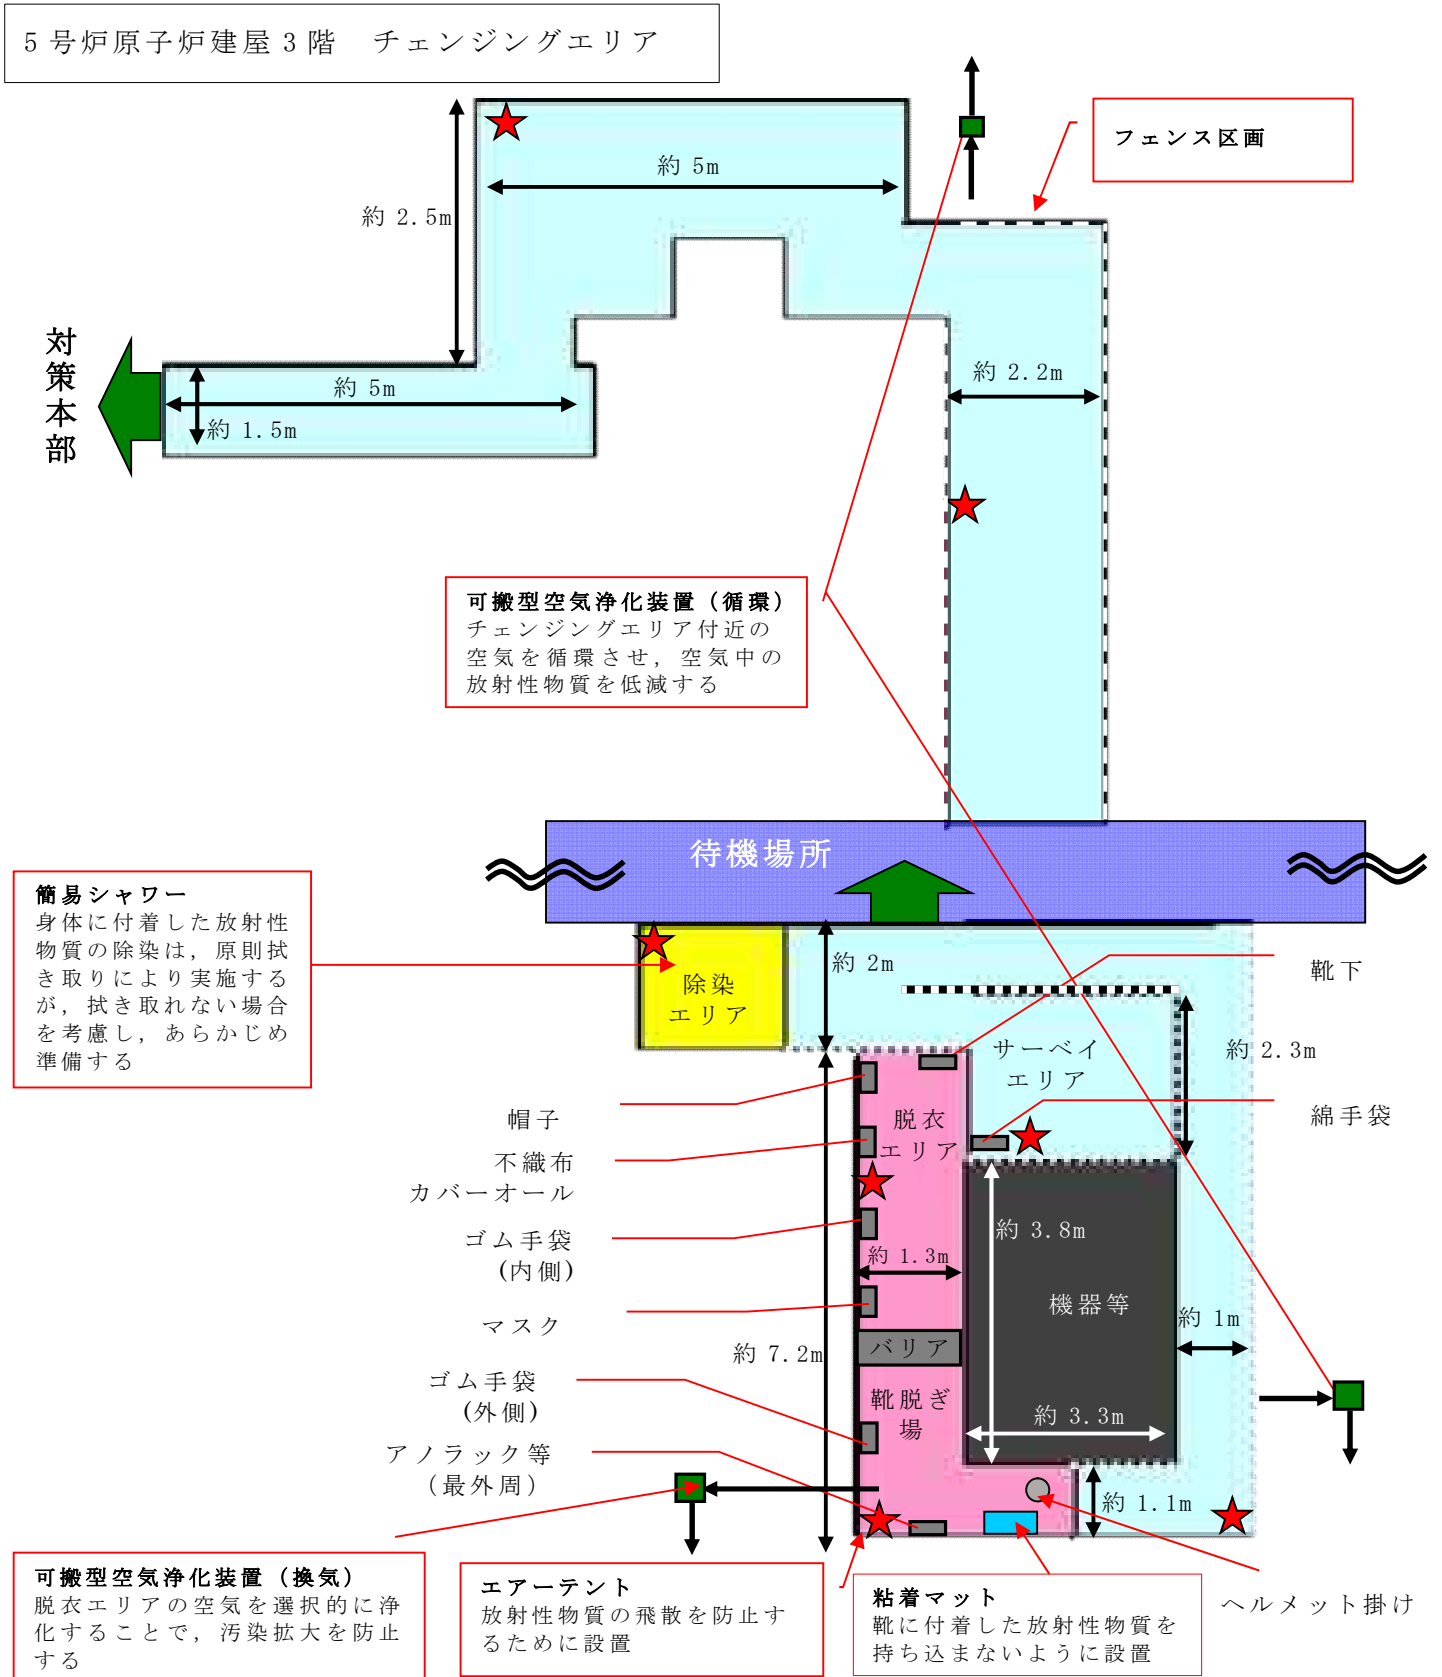 5号炉原子炉建屋3階　チェンジングエリア
フェンス区画
約 5m
約 2.5m
対策本部
約 5m
約 1.5m
約 2.2m
可搬型空気浄化装置（循環）
チェンジングエリア付近の
空気を循環させ，空気中の
放射性物質を低減する
待機場所
簡易シャワー
身体に付着した放射性
物質の除染は，原則拭
き取りにより実施する
が，拭き取れない場合
を考慮し，あらかじめ
準備する
除染
エリア
約 2m
靴下
サーベイ
エリア
約 2.3m
綿手袋
帽子
脱衣
エリア
不織布
カバーオール
ゴム手袋
(内側)
約 3.8m
約 1.3m
機器等
マスク
バリア
約 1m
約 7.2m
ゴム手袋
(外側)
靴脱ぎ
場
約 3.3m
アノラック等
（最外周）
約 1.1m
可搬型空気浄化装置（換気）
脱衣エリアの空気を選択的に浄
化することで，汚染拡大を防止
する
エアーテント
放射性物質の飛散を防止す
るために設置
粘着マット
靴に付着した放射性物質を
持ち込まないように設置
ヘルメット掛け